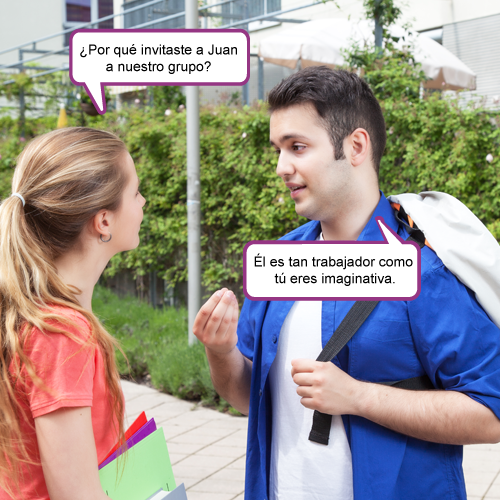 ¿Por qué invitaste a Juan
a nuestro grupo?
Él es tan trabajador como
tú eres imaginativa.